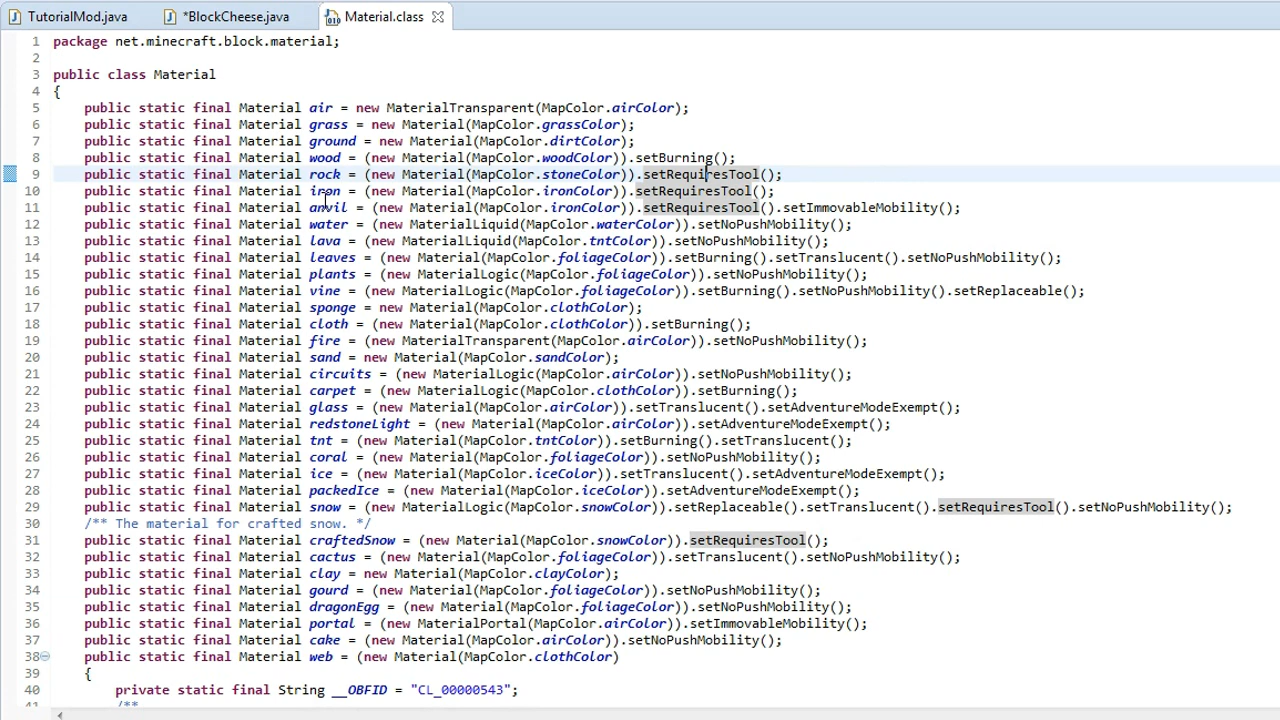 TutorialMod.java *BlockCheese.java Material.class
1 package net.minecraft.block.material;
2
3 public class Material
4 {
5 public static final Material air = new MaterialTransparent(MapColor.airColor);
6 public static final Material grass = new Material(MapColor.grassColor);
7 public static final Material ground = new Material(MapColor.dirtColor);
8 public static final Material wood = (new Material(MapColor.woodColor)).setBurning();
9 public static final Material rock = (new Material(MapColor.stoneColor)).setRequiresTool();
10 public static final Material iron = (new Material(MapColor.ironColor)).setRequiresTool();
11 public static final Material anvil = (new Material(MapColor.ironColor)).setRequiresTool().setImmovableMobility();
12 public static final Material water = (new MaterialLiquid(MapColor.waterColor)).setNoPushMobility();
13 public static final Material lava = (new MaterialLiquid(MapColor.tntColor)).setNoPushMobility();
14 public static final Material leaves = (new Material(MapColor.foliageColor)).setBurning().setTranslucent().setNoPushMobility();
15 public static final Material plants = (new MaterialLogic(MapColor.foliageColor)).setNoPushMobility();
16 public static final Material vine = (new MaterialLogic(MapColor.foliageColor)).setBurning().setNoPushMobility().setReplaceable();
17 public static final Material sponge = new Material(MapColor.clothColor);
18 public static final Material cloth = (new Material(MapColor.clothColor)).setBurning();
19 public static final Material fire = (new MaterialTransparent(MapColor.airColor)).setNoPushMobility();
20 public static final Material sand = new Material(MapColor.sandColor);
21 public static final Material circuits = (new MaterialLogic(MapColor.airColor)).setNoPushMobility();
22 public static final Material carpet = (new MaterialLogic(MapColor.clothColor)).setBurning();
23 public static final Material glass = (new Material(MapColor.airColor)).setTranslucent().setAdventureModeExempt();
24 public static final Material redstoneLight = (new Material(MapColor.airColor)).setAdventureModeExempt();
25 public static final Material tnt = (new Material(MapColor.tntColor)).setBurning().setTranslucent();
26 public static final Material coral = (new Material(MapColor.foliageColor)).setNoPushMobility();
27 public static final Material ice = (new Material(MapColor.iceColor)).setTranslucent().setAdventureModeExempt();
28 public static final Material packedIce = (new Material(MapColor.iceColor)).setAdventureModeExempt();
29 public static final Material snow = (new MaterialLogic(MapColor.snowColor)).setReplaceable().setTranslucent().setRequiresTool().setNoPushMobility();
30 /** The material for crafted snow. */
31 public static final Material craftedSnow = (new Material(MapColor.snowColor)).setRequiresTool();
32 public static final Material cactus = (new Material(MapColor.foliageColor)).setTranslucent().setNoPushMobility();
33 public static final Material clay = new Material(MapColor.clayColor);
34 public static final Material gourd = (new Material(MapColor.foliageColor)).setNoPushMobility();
35 public static final Material dragonEgg = (new Material(MapColor.foliageColor)).setNoPushMobility();
36 public static final Material portal = (new MaterialPortal(MapColor.airColor)).setImmovableMobility();
37 public static final Material cake = (new Material(MapColor.airColor)).setNoPushMobility();
38 public static final Material web = (new Material(MapColor.clothColor)
39 {
40 private static final String __OBFID = "CL_00000543";
41 /**